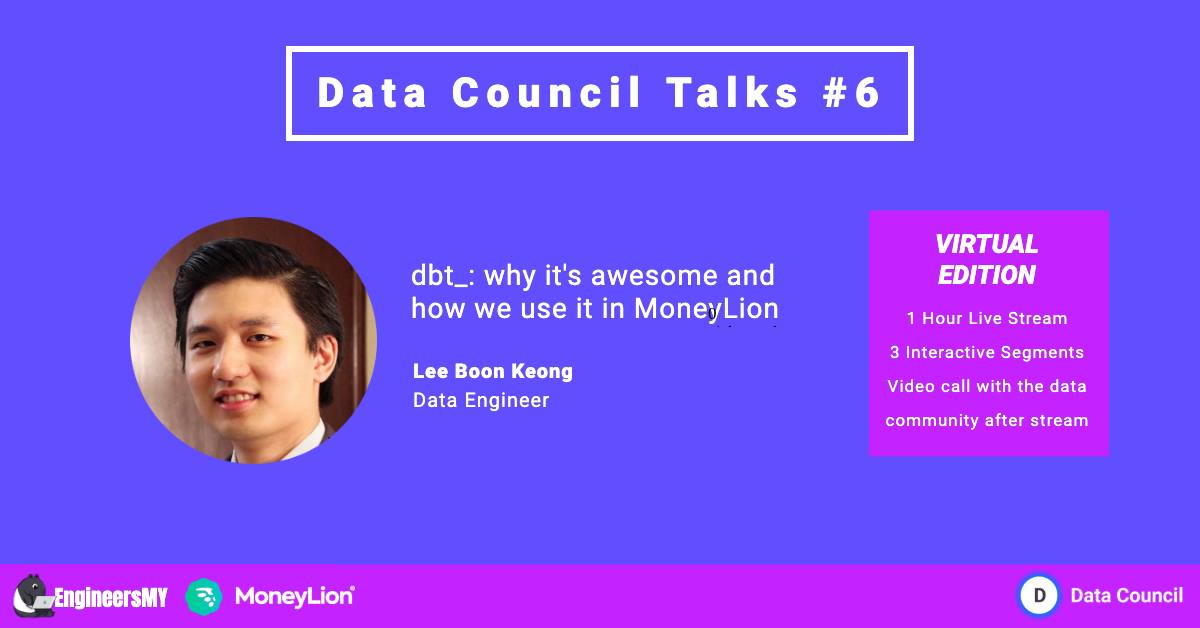 Data Council Talks #6
dbt_: why it's awesome and
how we use it in MoneyLion
Lee Boon Keong
Data Engineer
VIRTUAL
EDITION
1 Hour Live Stream
3 Interactive Segments
Video call with the data
community after stream
EngineersMY
MoneyLion®
D
Data Council